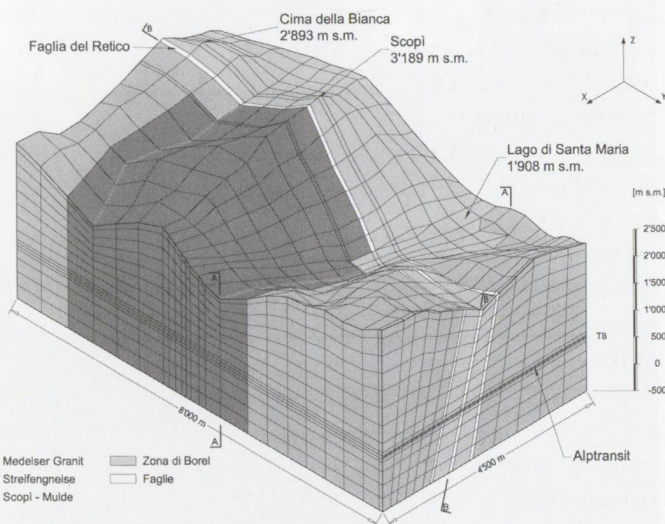 B
Cima della Bianca
2'893 m s.m.
Faglia del Retico
Scopì
3'189 m s.m.
Z
X
Y
Lago di Santa Maria
1'908 m s.m.
A
[m s.m.]
2'500
2'000
1'500
1'000
500
0
-500
TB
A
B
8'000 m
A
4'500 m
B
Alptransit
Medelser Granit
Zona di Borel
Streifengneise
Faglie
Scopì - Mulde